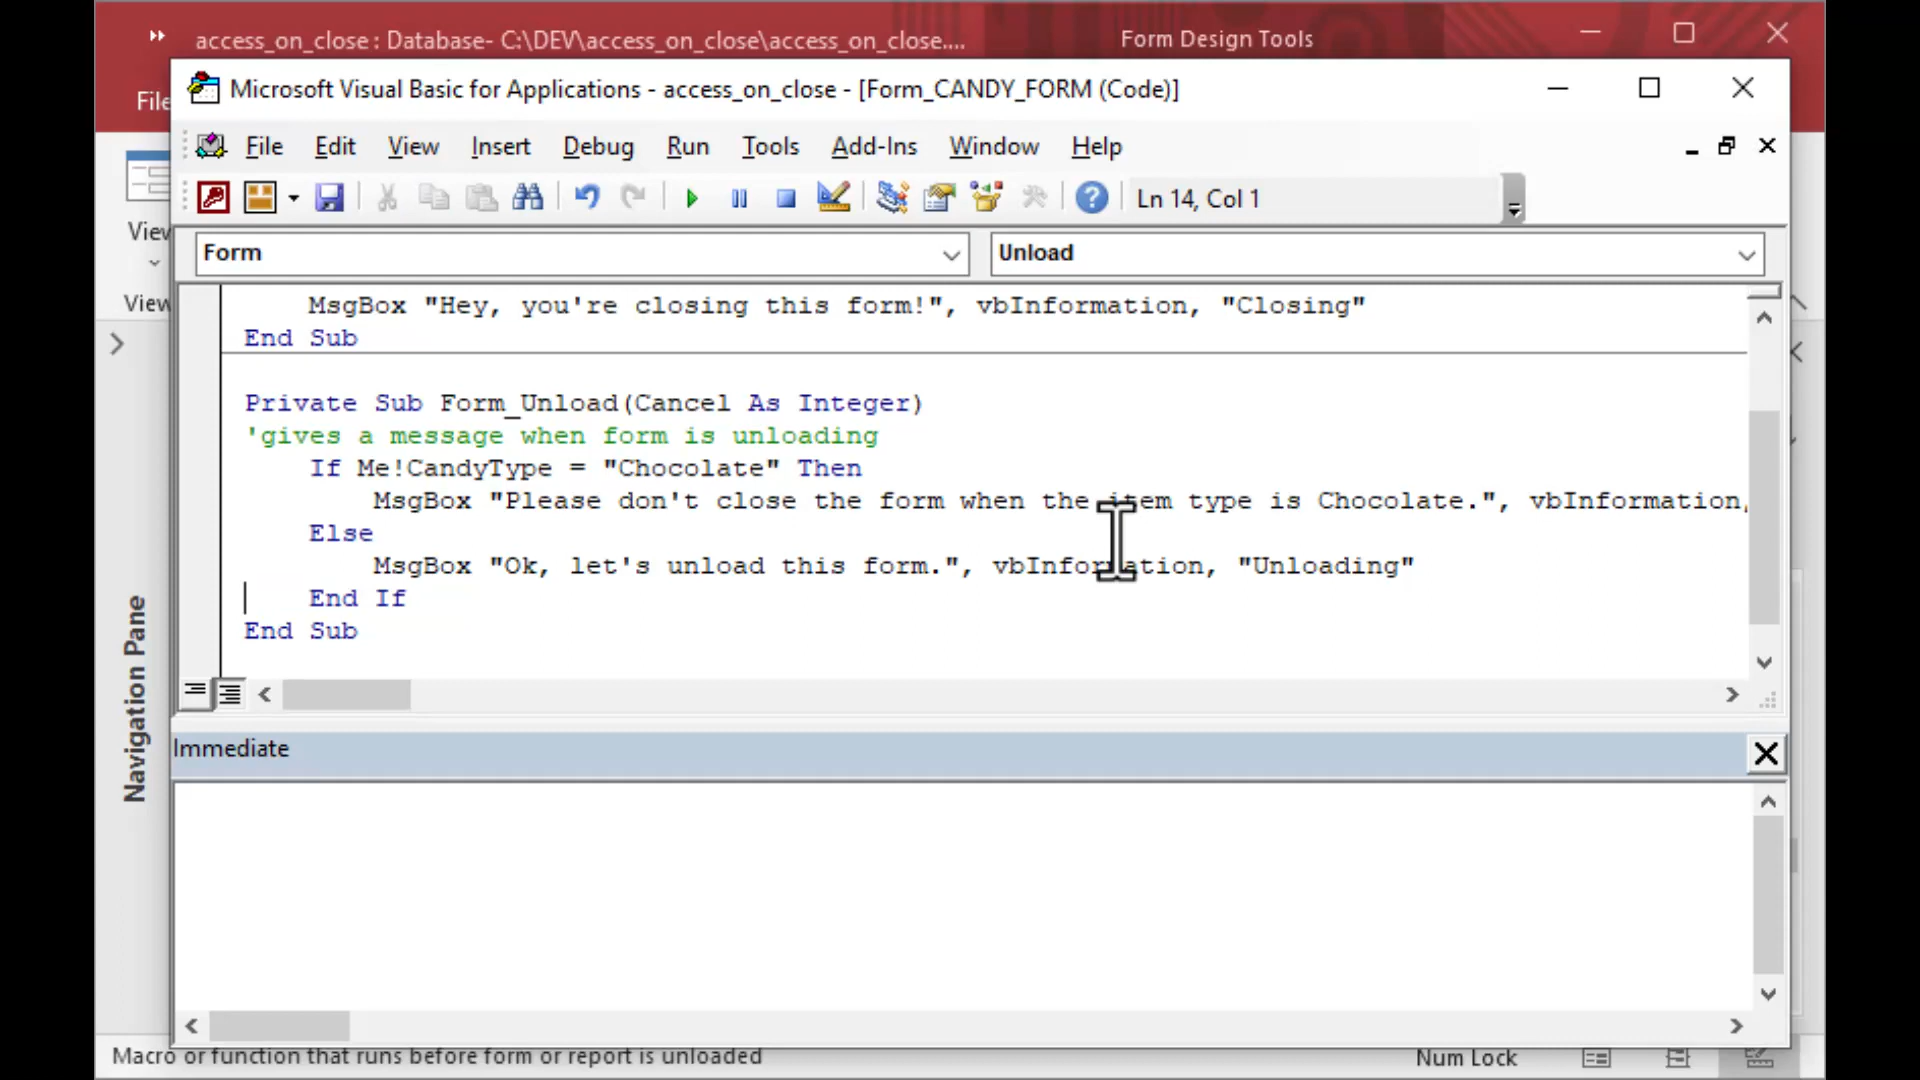 access_on_close : Database- C:\DEV\access_on_close\access_on_close.... Form Design Tools
File
Microsoft Visual Basic for Applications - access_on_close - [Form_CANDY_FORM (Code)]
File Edit View Insert Debug Run Tools Add-Ins Window Help
Ln 14, Col 1
View
Form Unload
View
MsgBox "Hey, you're closing this form!", vbInformation, "Closing"
End Sub
Private Sub Form_Unload(Cancel As Integer)
'gives a message when form is unloading
If Me!CandyType = "Chocolate" Then
MsgBox "Please don't close the form when the item type is Chocolate.", vbInformation,
Else
MsgBox "Ok, let's unload this form.", vbInformation, "Unloading"
End If
End Sub
Navigation Pane
Immediate
Macro or function that runs before form or report is unloaded Num Lock